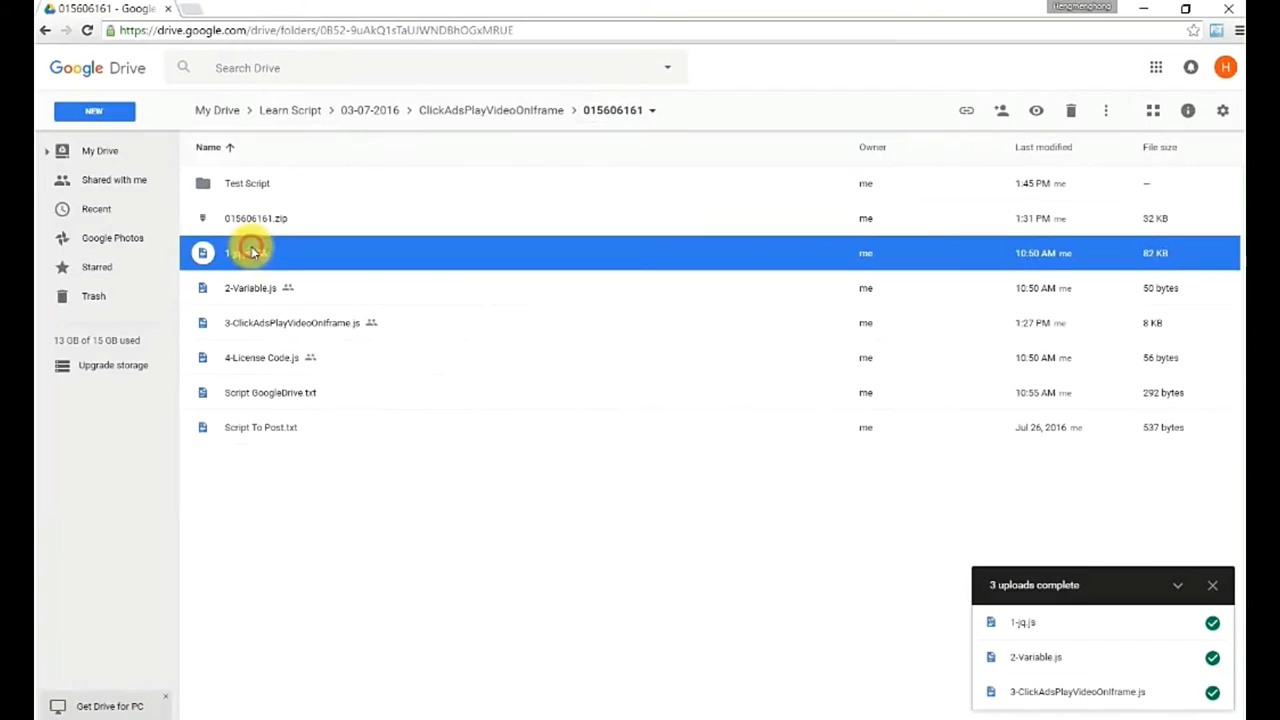 015606161 - Google
Hengmenghong
https://drive.google.com/drive/folders/0B52-9uAkQ1sTaUJWNDBhOGxMRUE
Google Drive
Search Drive
H
NEW
My Drive > Learn Script > 03-07-2016 > ClickAdsPlayVideoOnIframe > 015606161
My Drive
Shared with me
Recent
Google Photos
Starred
Trash
13 GB of 15 GB used
Upgrade storage
Get Drive for PC
Name Owner Last modified File size
Test Script me 1:45 PM me —
015606161.zip me 1:31 PM me 32 KB
me 10:50 AM me 82 KB
2-Variable.js me 10:50 AM me 50 bytes
3-ClickAdsPlayVideoOnIframe.js me 1:27 PM me 8 KB
4-License Code.js me 10:50 AM me 56 bytes
Script GoogleDrive.txt me 10:55 AM me 292 bytes
Script To Post.txt me Jul 26, 2016 me 537 bytes
3 uploads complete
1-jq.js
2-Variable.js
3-ClickAdsPlayVideoOnIframe.js